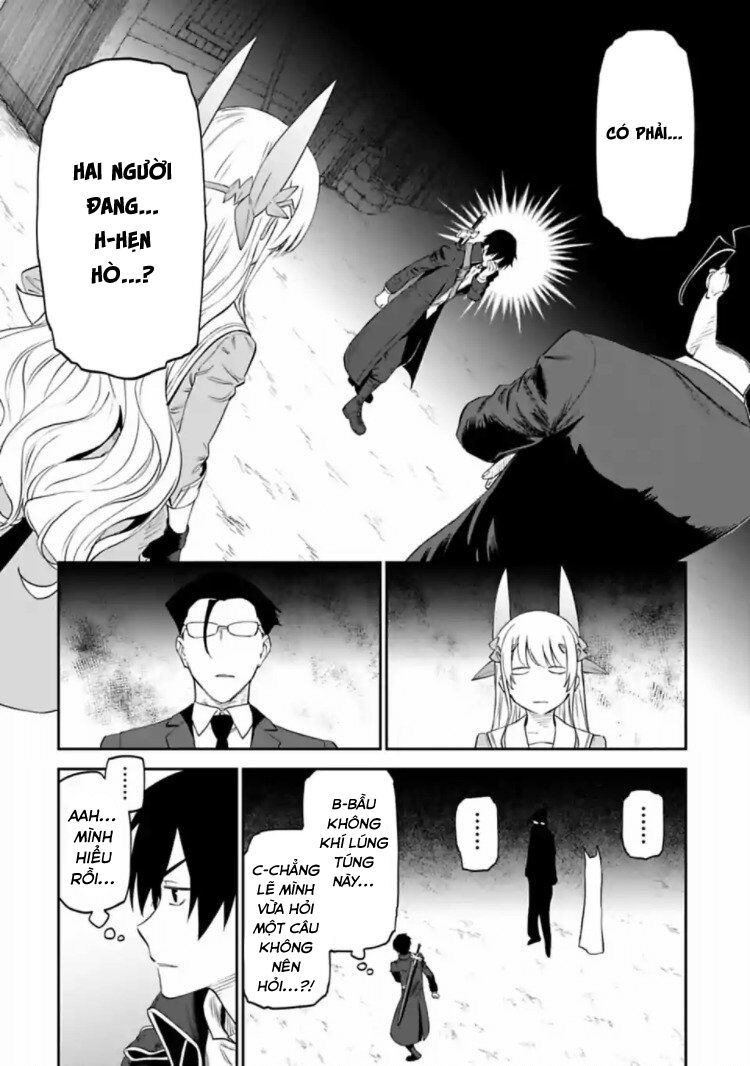 CÓ PHẢI...
HAI NGƯỜI
ĐANG...
H-HẸN
HÒ...?
B-BẦU
KHÔNG
KHÍ LÚNG
TÚNG
NÀY...
C-CHẲNG
LẼ MÌNH
VỪA HỎI
MỘT CÂU
KHÔNG
NÊN
HỎI...?!
......
......
......
AAH...
MÌNH
HIỂU
RỒI...